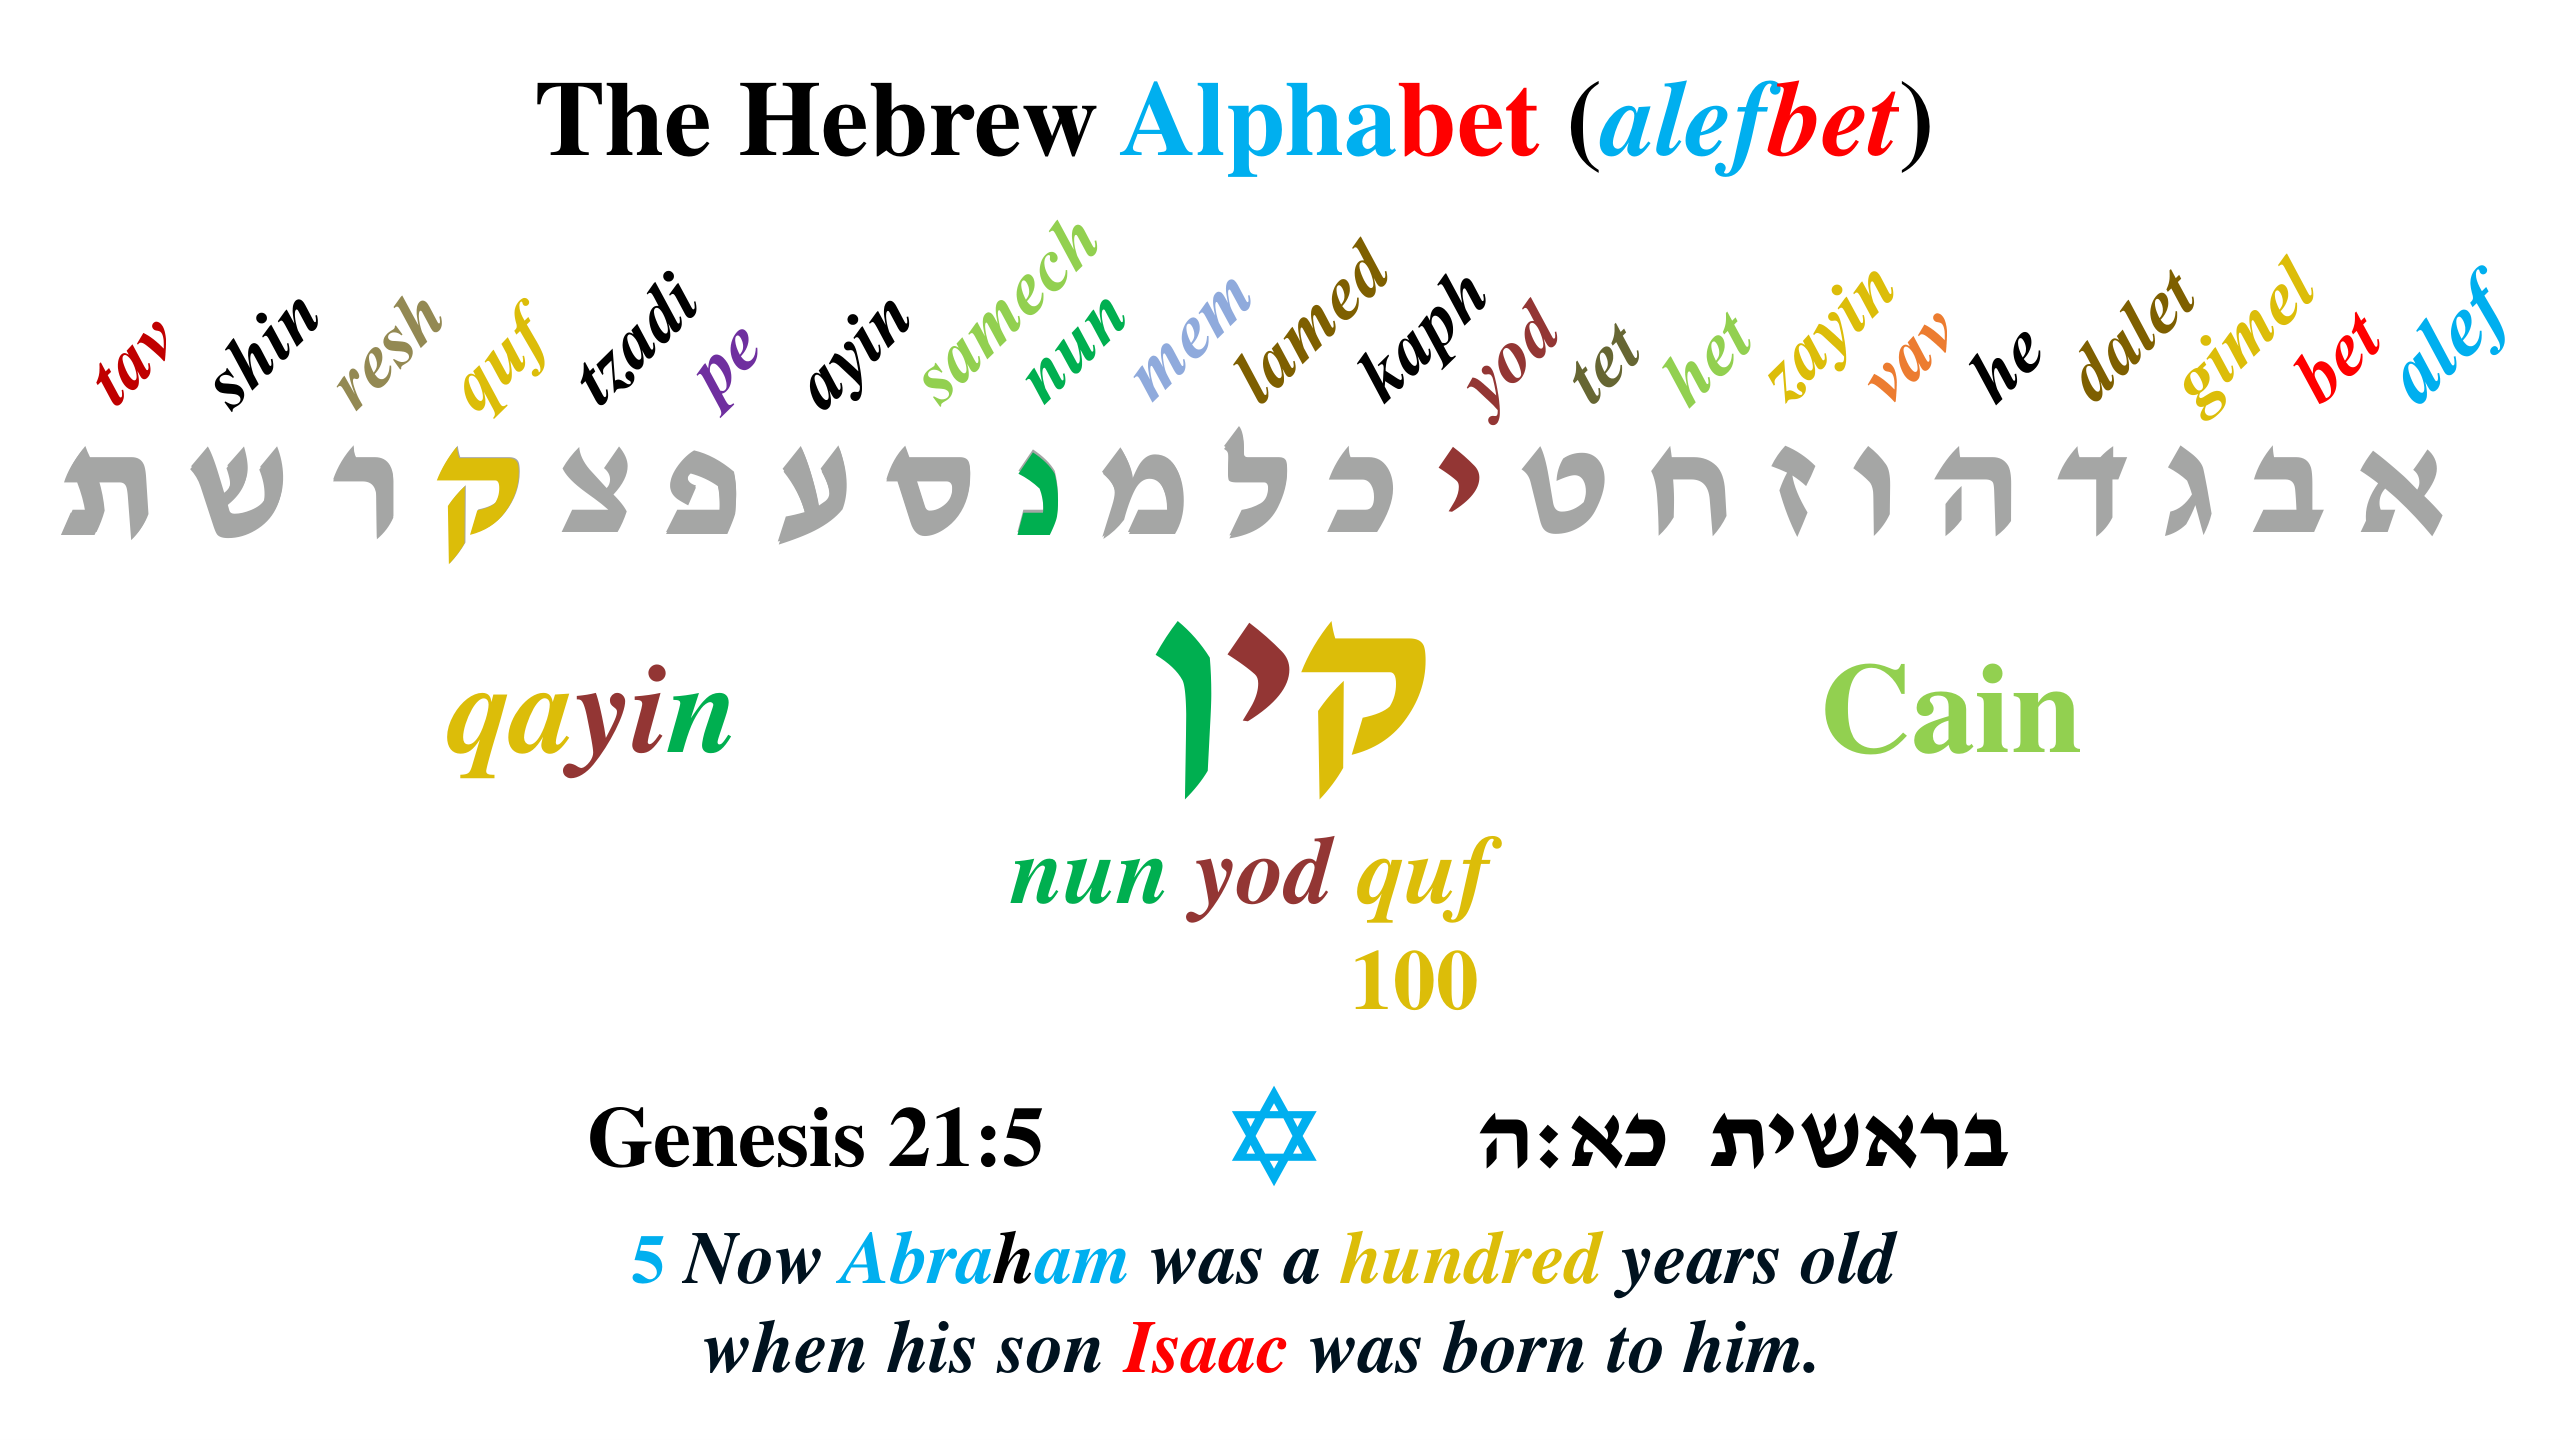 The Hebrew Alphabet (alefbet)
tav shin resh quf tzadi pe ayin samech nun mem lamed kaph yod tet het zayin vav he dalet gimel bet alef
א ב ג ד ה ו ז ח ט י כ ל מ נ ס ע פ צ ק ר ש ת
qayin קין Cain
nun yod quf
100
Genesis 21:5 ✡ בראשית כא:ה
5 Now Abraham was a hundred years old
when his son Isaac was born to him.